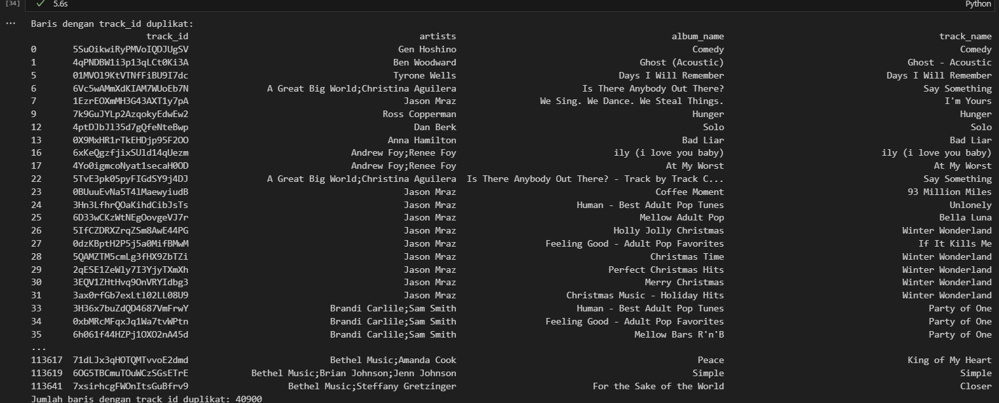 [34] ✓ 5.6s Python
... Baris dengan track_id duplikat:
track_id artists album_name track_name
0 5SuOikwiRyPMVoIQDJUgSV Gen Hoshino Comedy Comedy
1 4qPNDBW1i3p13qLCt0Ki3A Ben Woodward Ghost (Acoustic) Ghost - Acoustic
5 01MVOl9KtVTNfFiBU9I7dc Tyrone Wells Days I Will Remember Days I Will Remember
6 6Vc5wAMmXdKIAM7WUoEb7N A Great Big World;Christina Aguilera Is There Anybody Out There? Say Something
7 1EzrEOXmMH3G43AXT1y7pA Jason Mraz We Sing. We Dance. We Steal Things. I'm Yours
9 7k9GuJYLp2AzqokyEdwEw2 Ross Copperman Hunger Hunger
12 4ptDJbJl35d7gQfeNteBwp Dan Berk Solo Solo
13 0X9MxHR1rTkEHDjp95F2OO Anna Hamilton Bad Liar Bad Liar
16 6xKeQgzfjixSUld14qUezm Andrew Foy;Renee Foy ily (i love you baby) ily (i love you baby)
17 4Yo0igmcoNyat1secaH0OD Andrew Foy;Renee Foy At My Worst At My Worst
22 5TvE3pk05pyFIGdSY9j4DJ A Great Big World;Christina Aguilera Is There Anybody Out There? - Track by Track C... Say Something
23 0BUuuEvNa5T4lMaewyiudB Jason Mraz Coffee Moment 93 Million Miles
24 3Hn3LfhrQOaKihdCibJsTs Jason Mraz Human - Best Adult Pop Tunes Unlonely
25 6D33wCKzWtNEgOovgeVJ7r Jason Mraz Mellow Adult Pop Bella Luna
26 5IfCZDRXZrqZSm8AwE44PG Jason Mraz Holly Jolly Christmas Winter Wonderland
27 0dzKBptH2P5j5a0MifBMwM Jason Mraz Feeling Good - Adult Pop Favorites If It Kills Me
28 5QAMZTM5cmLg3fHX9ZbTZi Jason Mraz Christmas Time Winter Wonderland
29 2qESE1ZeWly7I3YjyTXmXh Jason Mraz Perfect Christmas Hits Winter Wonderland
30 3EQV1ZHtHvq9OnVRYIdbg3 Jason Mraz Merry Christmas Winter Wonderland
31 3ax0rfGb7exLtl02LL08U9 Jason Mraz Christmas Music - Holiday Hits Winter Wonderland
33 3H36x7buZdQD4687VmFrwY Brandi Carlile;Sam Smith Human - Best Adult Pop Tunes Party of One
34 0xbMRcMFqxJq1Wa7tvWPtn Brandi Carlile;Sam Smith Feeling Good - Adult Pop Favorites Party of One
35 6h061f44HZPj1OXO2nA45d Brandi Carlile;Sam Smith Mellow Bars R'n'B Party of One
...
113617 71dLJx3qHOTQMTvvoE2dmd Bethel Music;Amanda Cook Peace King of My Heart
113619 6OG5TBCmuTOuWCzSGsETrE Bethel Music;Brian Johnson;Jenn Johnson Simple Simple
113641 7xsirhcgFWOnItsGuBfrv9 Bethel Music;Steffany Gretzinger For the Sake of the World Closer
Jumlah baris dengan track_id duplikat: 40900